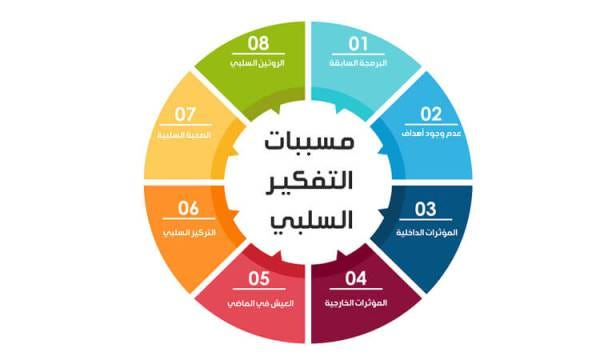 مسببات
التفكير
السلبي
01
البرمجة السابقة
02
عدم وجود أهداف
03
المؤثرات الداخلية
04
المؤثرات الخارجية
05
العيش في الماضي
06
التركيز السلبي
07
الصحبة السلبية
08
الروتين السلبي